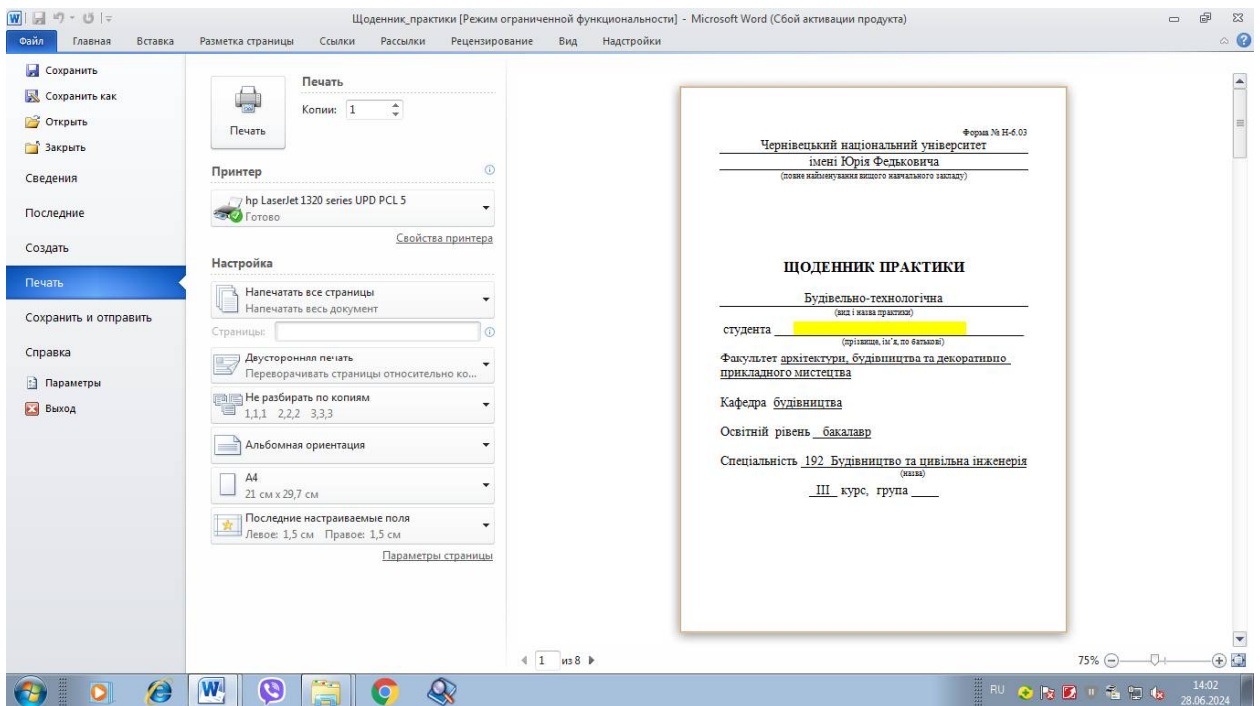 Щоденник_практики [Режим ограниченной функциональности] - Microsoft Word (Сбой активации продукта)
Файл Главная Вставка Разметка страницы Ссылки Рассылки Рецензирование Вид Надстройки
Сохранить
Сохранить как
Открыть
Закрыть
Сведения
Последние
Создать
Печать
Сохранить и отправить
Справка
Параметры
Выход
Печать
Копии: 1
Печать
Принтер
hp LaserJet 1320 series UPD PCL 5
Готово
Свойства принтера
Настройка
Напечатать все страницы
Напечатать весь документ
Страницы:
Двусторонняя печать
Переворачивать страницы относительно ко...
Не разбирать по копиям
1,1,1 2,2,2 3,3,3
Альбомная ориентация
A4
21 см x 29,7 см
Последние настраиваемые поля
Левое: 1,5 см Правое: 1,5 см
Параметры страницы
Форма № Н-6.03
Чернівецький національний університет
імені Юрія Федьковича
(повне найменування вищого навчального закладу)
ЩОДЕННИК ПРАКТИКИ
Будівельно-технологічна
(вид і назва практики)
студента
(прізвище, ім’я, по батькові)
Факультет архітектури, будівництва та декоративно
прикладного мистецтва
Кафедра будівництва
Освітній рівень бакалавр
Спеціальність 192 Будівництво та цивільна інженерія
(назва)
III курс, група ____
1 из 8
75%
RU
14:02
28.06.2024